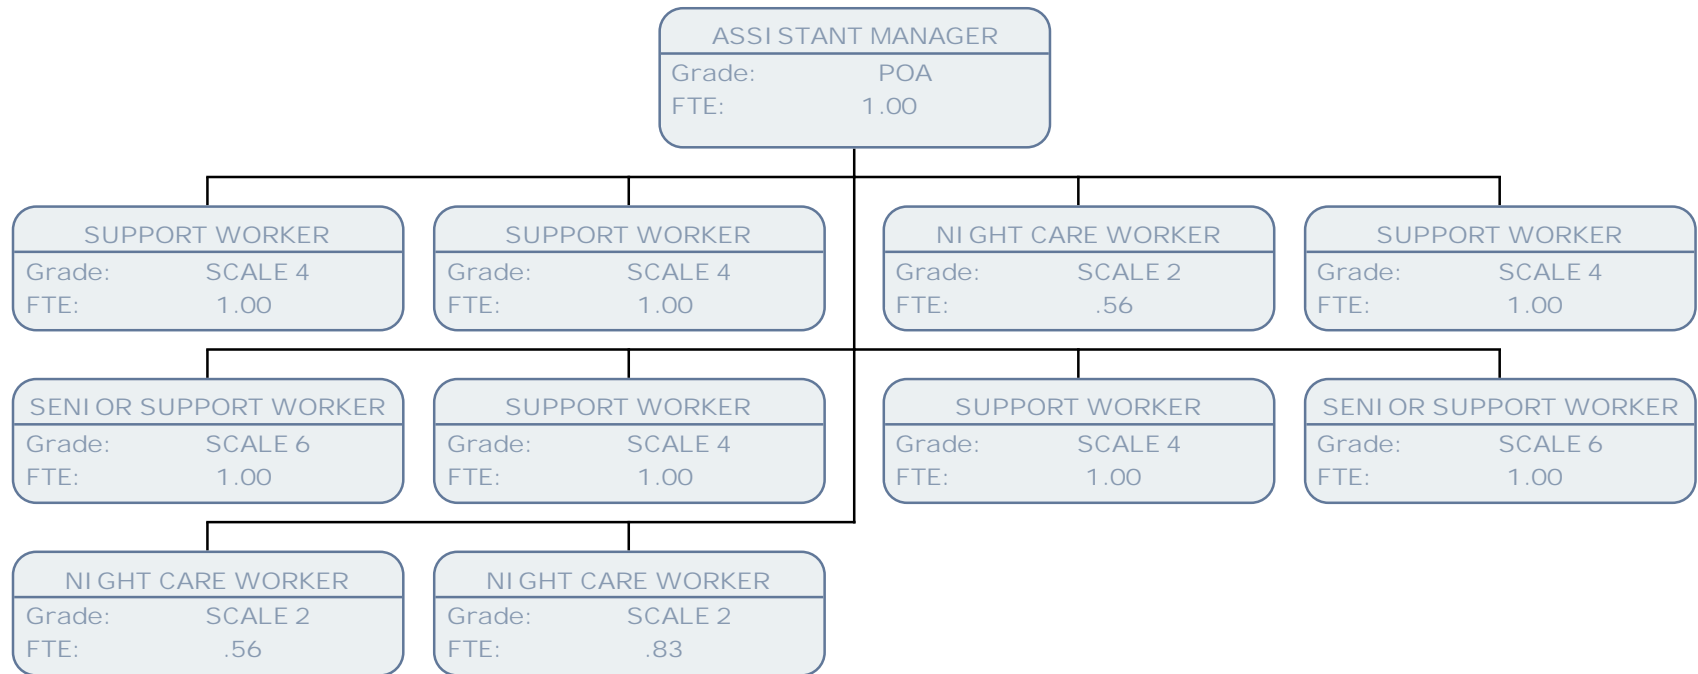 ASSISTANT MANAGER
Grade: POA
FTE: 1.00
SUPPORT WORKER
Grade: SCALE 4
FTE: 1.00
SUPPORT WORKER
Grade: SCALE 4
FTE: 1.00
NIGHT CARE WORKER
Grade: SCALE 2
FTE: .56
SUPPORT WORKER
Grade: SCALE 4
FTE: 1.00
SENIOR SUPPORT WORKER
Grade: SCALE 6
FTE: 1.00
SUPPORT WORKER
Grade: SCALE 4
FTE: 1.00
SUPPORT WORKER
Grade: SCALE 4
FTE: 1.00
SENIOR SUPPORT WORKER
Grade: SCALE 6
FTE: 1.00
NIGHT CARE WORKER
Grade: SCALE 2
FTE: .56
NIGHT CARE WORKER
Grade: SCALE 2
FTE: .83